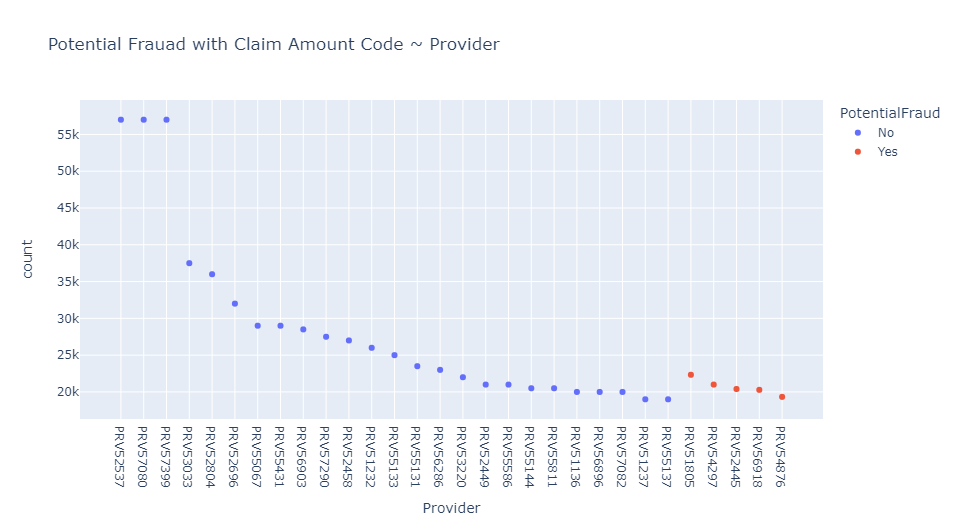 Potential Frauad with Claim Amount Code ~ Provider
PotentialFraud
No
Yes
count
55k
50k
45k
40k
35k
30k
25k
20k
PRV52537
PRV57080
PRV57399
PRV53033
PRV52804
PRV52696
PRV55067
PRV55431
PRV56903
PRV57290
PRV52458
PRV51232
PRV55133
PRV55131
PRV56286
PRV53220
PRV52449
PRV55586
PRV55144
PRV55811
PRV51136
PRV56896
PRV57082
PRV51237
PRV55137
PRV51805
PRV54297
PRV52445
PRV56918
PRV54876
Provider